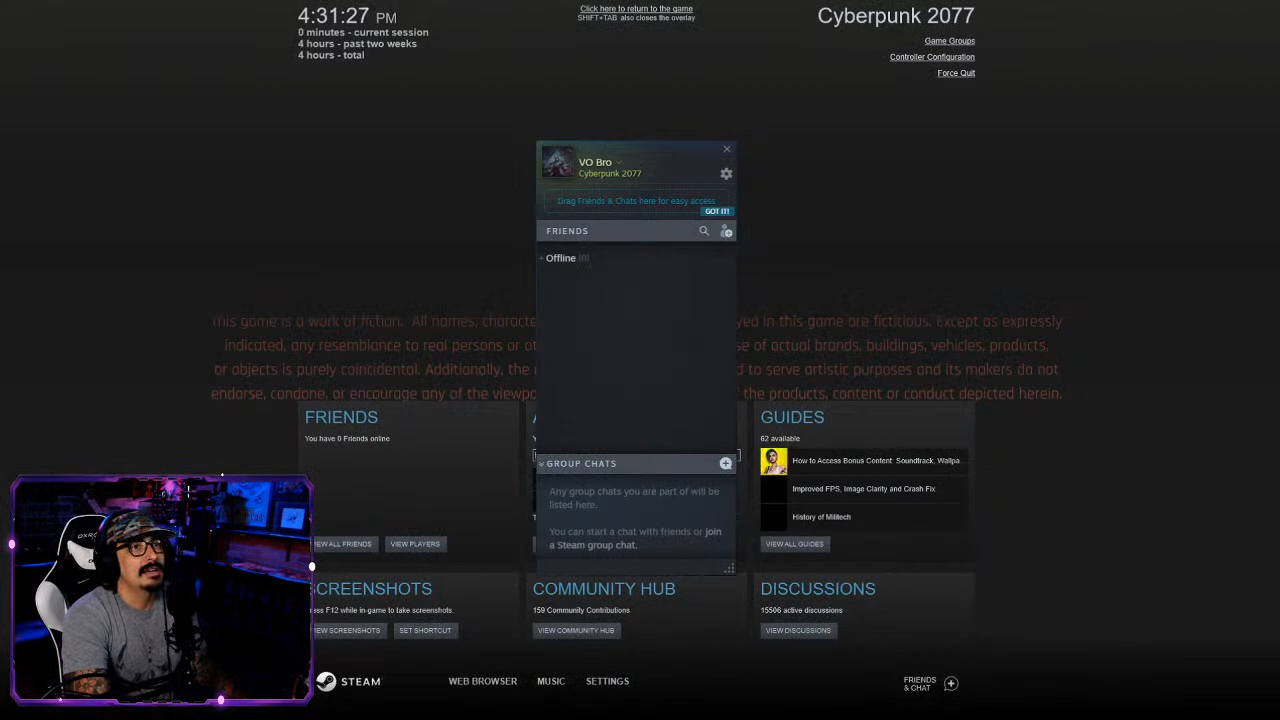 4:31:27 PM
0 minutes - current session
4 hours - past two weeks
4 hours - total
Click here to return to the game
SHIFT+TAB also closes the overlay
Cyberpunk 2077
Game Groups
Controller Configuration
Force Quit
VO Bro
Cyberpunk 2077
Drag Friends & Chats here for easy access
GOT IT!
FRIENDS
Offline (0)
This game is a work of fiction. All names, yed in this game are ficticious. Except as expressly
indicated, any resemblance to real persons or se of actual brands, buildings, vehicles, products,
or objects is purely coincidental. Additionally, the d to serve artistic purposes and its makers do not
endorse, condone, or encourage any of the the products, content or conduct depicted herein.
FRIENDS
You have 0 Friends online
VIEW ALL FRIENDS
VIEW PLAYERS
GROUP CHATS
Any group chats you are part of will be
listed here.
You can start a chat with friends or join
a Steam group chat.
GUIDES
62 available
How to Access Bonus Content: Soundtrack, Wallpa
Improved FPS, Image Clarity and Crash Fix
History of Militech
VIEW ALL GUIDES
SCREENSHOTS
ress F12 while in-game to take screenshots.
VIEW SCREENSHOTS
SET SHORTCUT
COMMUNITY HUB
159 Community Contributions
VIEW COMMUNITY HUB
DISCUSSIONS
15506 active discussions
VIEW DISCUSSIONS
STEAM
WEB BROWSER
MUSIC
SETTINGS
FRIENDS
& CHAT